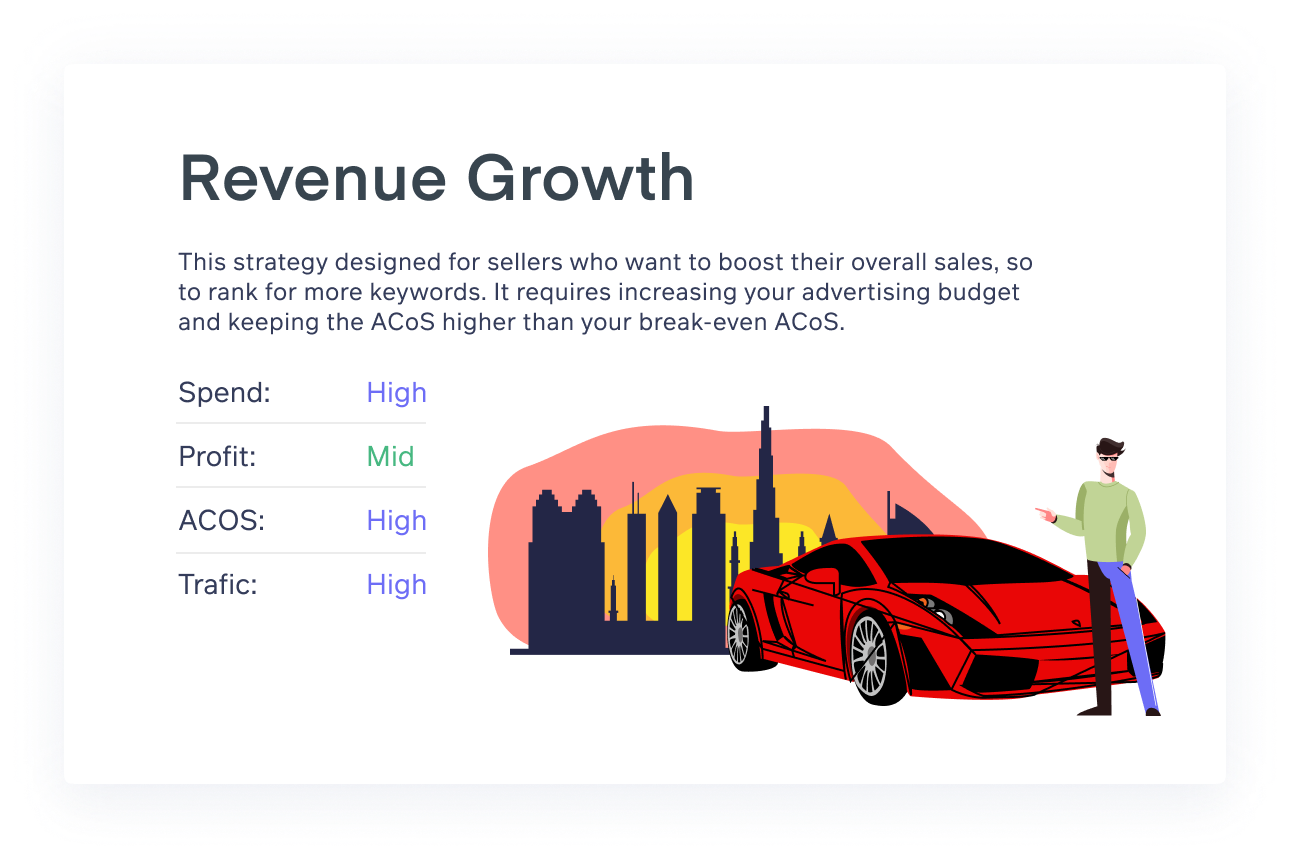 Revenue Growth
This strategy designed for sellers who want to boost their overall sales, so
to rank for more keywords. It requires increasing your advertising budget
and keeping the ACoS higher than your break-even ACoS.
Spend: High
Profit: Mid
ACOS: High
Trafic: High